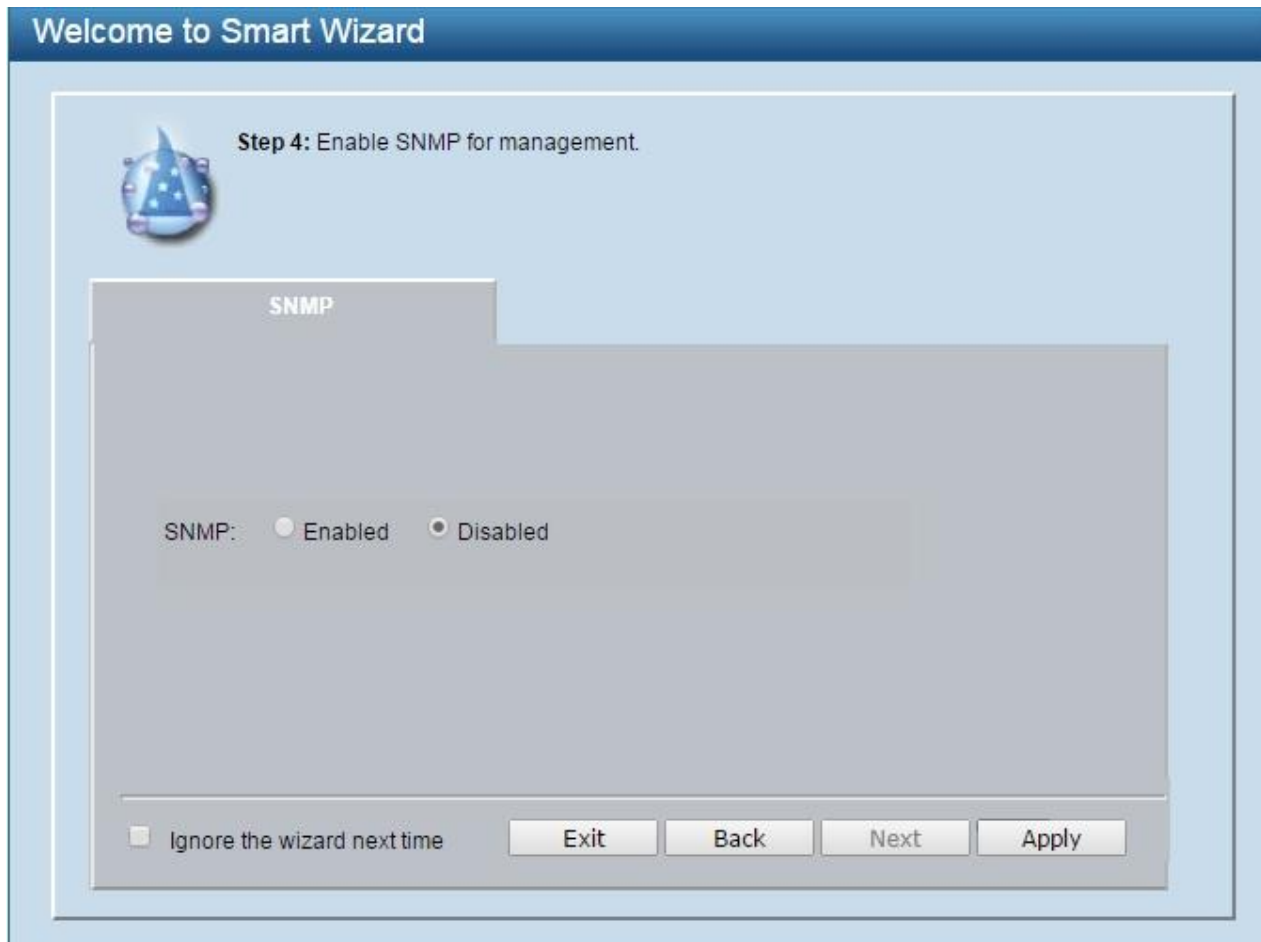 Welcome to Smart Wizard
Step 4: Enable SNMP for management.
SNMP
SNMP: Enabled Disabled
Ignore the wizard next time Exit Back Next Apply